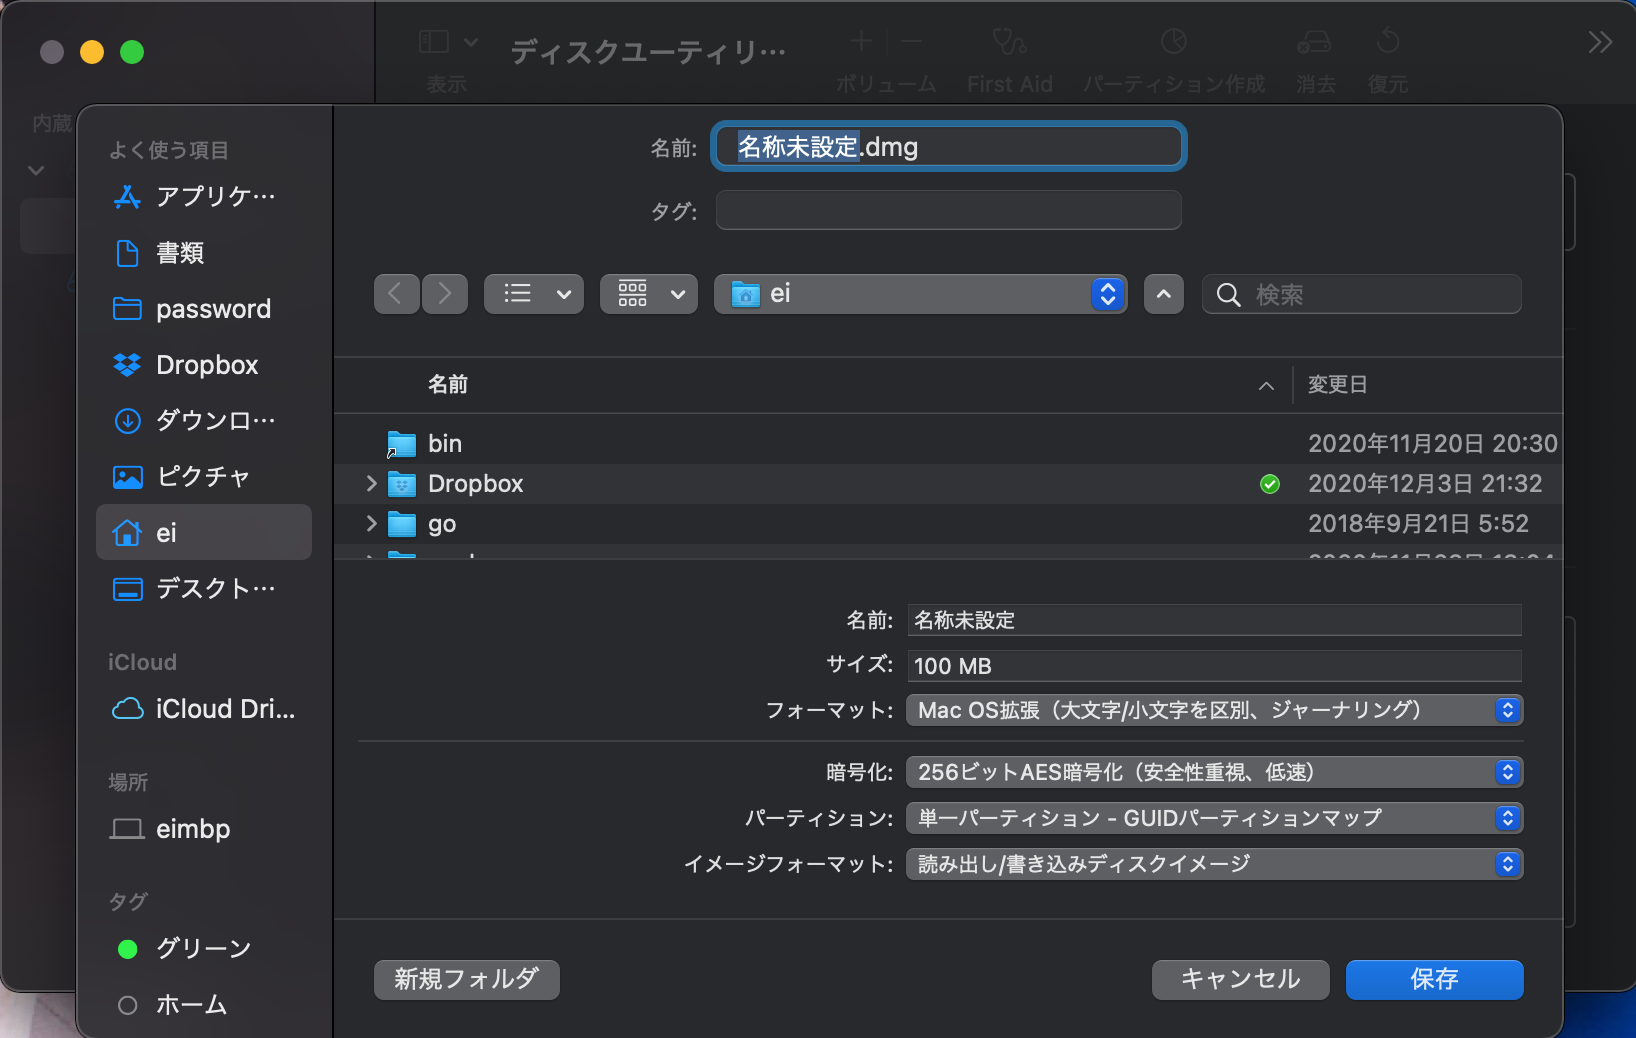 ディスクユーティリ…
表示
ボリューム
First Aid
パーティション作成
消去
復元
内蔵
よく使う項目
アプリケ…
書類
password
Dropbox
ダウンロ…
ピクチャ
ei
デスクト…
iCloud
iCloud Dri...
場所
eimbp
タグ
グリーン
ホーム
名前: 名称未設定.dmg
タグ:
ei
検索
名前 変更日
bin 2020年11月20日 20:30
Dropbox 2020年12月3日 21:32
go 2018年9月21日 5:52
名前: 名称未設定
サイズ: 100 MB
フォーマット: Mac OS拡張（大文字/小文字を区別、ジャーナリング）
暗号化: 256ビットAES暗号化（安全性重視、低速）
パーティション: 単一パーティション - GUIDパーティションマップ
イメージフォーマット: 読み出し/書き込みディスクイメージ
新規フォルダ キャンセル 保存